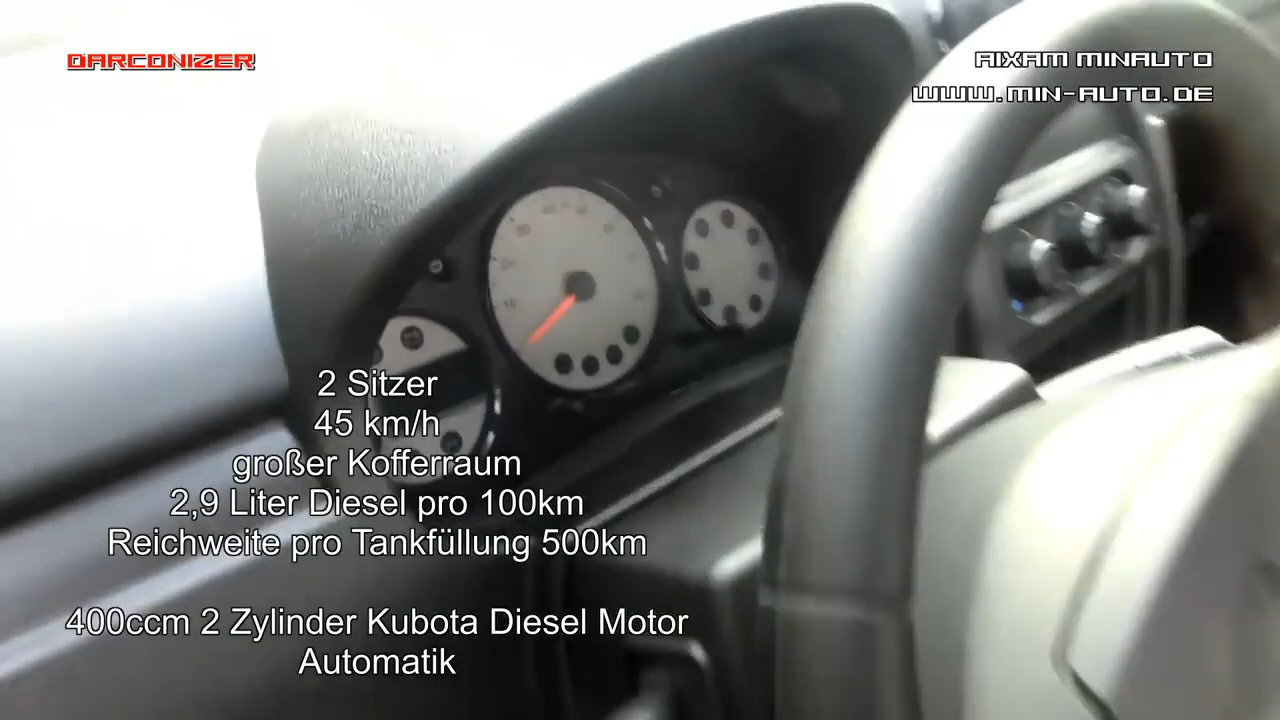 DARCONIZER
AIXAM MINAUTO
WWW.MIN-AUTO.DE
2 Sitzer
45 km/h
großer Kofferraum
2,9 Liter Diesel pro 100km
Reichweite pro Tankfüllung 500km
400ccm 2 Zylinder Kubota Diesel Motor
Automatik